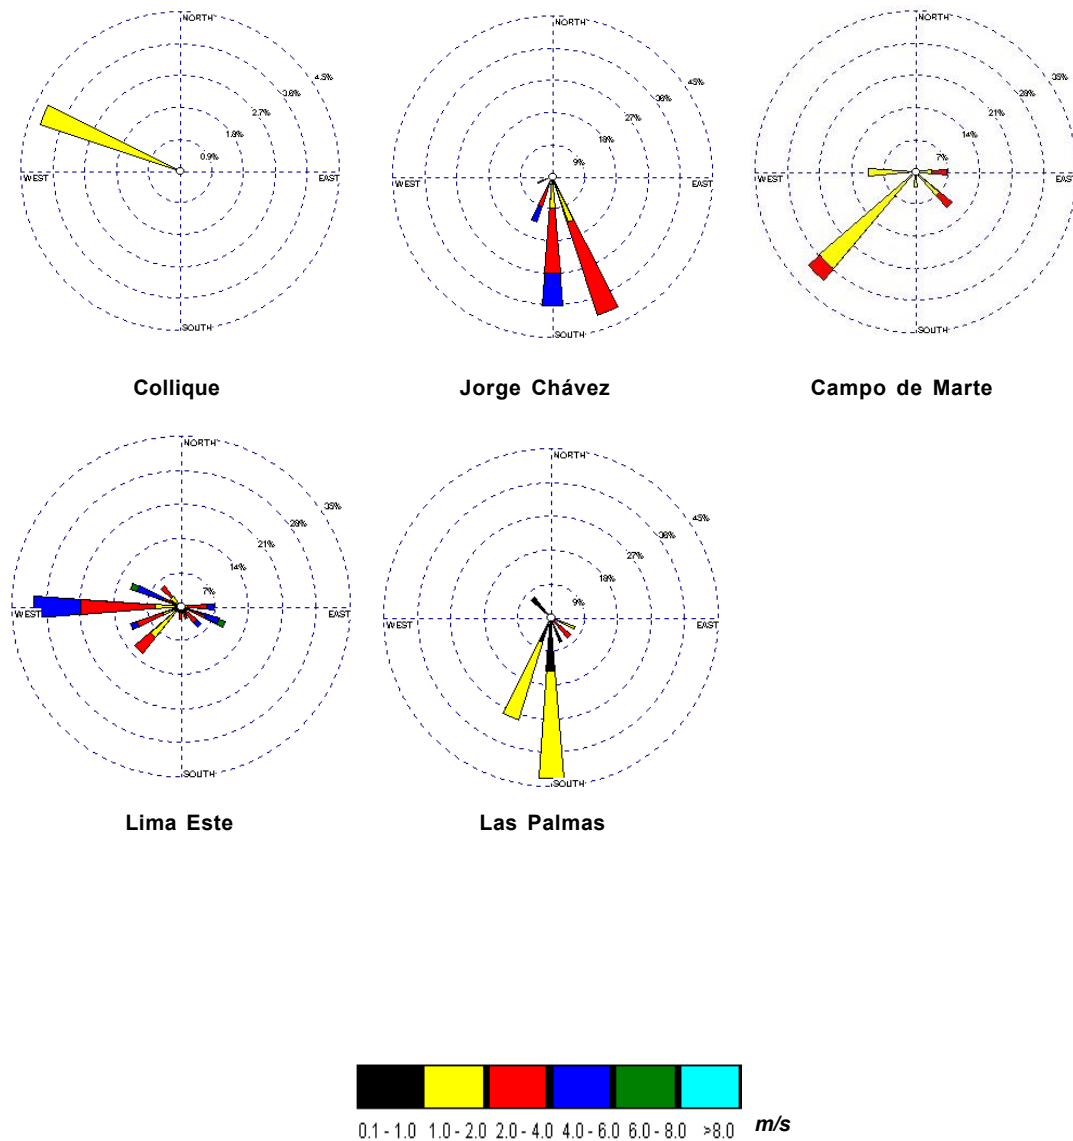 NORTH
4.5%
3.6%
2.7%
1.8%
0.9%
WEST
EAST
SOUTH
Collique
NORTH
45%
36%
27%
18%
9%
WEST
EAST
SOUTH
Jorge Chávez
NORTH
35%
28%
21%
14%
7%
WEST
EAST
SOUTH
Campo de Marte
NORTH
35%
28%
21%
14%
7%
WEST
EAST
SOUTH
Lima Este
NORTH
45%
36%
27%
18%
9%
WEST
EAST
SOUTH
Las Palmas
0.1 - 1.0 1.0 - 2.0 2.0 - 4.0 4.0 - 6.0 6.0 - 8.0 >8.0 m/s